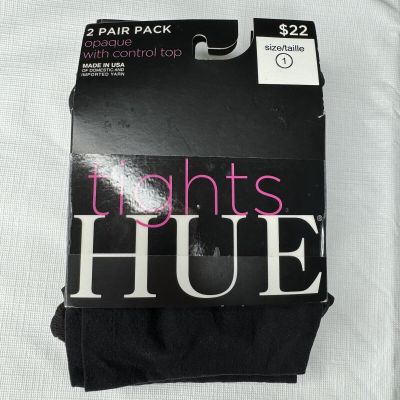 2 PAIR PACK
opaque
with control top
MADE IN USA
OF DOMESTIC AND
IMPORTED YARN
$22
size/taille
1
tights
HUE®